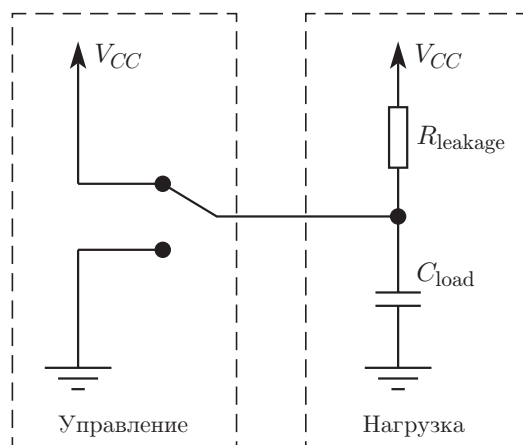 V_CC
V_CC
R_leakage
C_load
Управление
Нагрузка